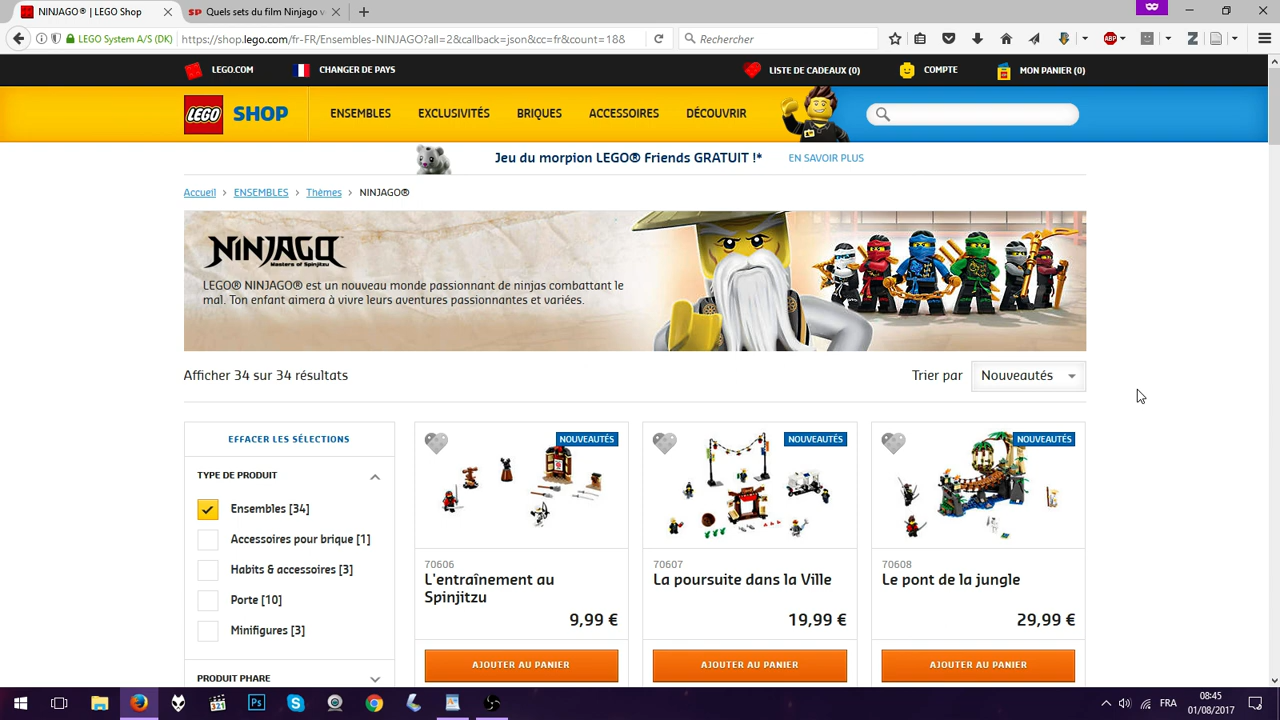 NINJAGO® | LEGO Shop
Quels sets du film Ninjago v
LEGO System A/S (DK)
https://shop.lego.com/fr-FR/Ensembles-NINJAGO?all=2&callback=json&cc=fr&count=18&
Rechercher
ABP
LEGO.COM
CHANGER DE PAYS
LISTE DE CADEAUX (0)
COMPTE
MON PANIER (0)
LEGO SHOP
ENSEMBLES
EXCLUSIVITÉS
BRIQUES
ACCESSOIRES
DÉCOUVRIR
Jeu du morpion LEGO® Friends GRATUIT !*
EN SAVOIR PLUS
Accueil > ENSEMBLES > Thèmes > NINJAGO®
NINJAGO
Masters of Spinjitzu
LEGO® NINJAGO® est un nouveau monde passionnant de ninjas combattant le
mal. Ton enfant aimera à vivre leurs aventures passionnantes et variées.
Afficher 34 sur 34 résultats
Trier par
Nouveautés
EFFACER LES SÉLECTIONS
TYPE DE PRODUIT
Ensembles [34]
Accessoires pour brique [1]
Habits & accessoires [3]
Porte [10]
Minifigures [3]
PRODUIT PHARE
NOUVEAUTÉS
70606
L'entraînement au
Spinjitzu
9,99 €
AJOUTER AU PANIER
NOUVEAUTÉS
70607
La poursuite dans la Ville
19,99 €
AJOUTER AU PANIER
NOUVEAUTÉS
70608
Le pont de la jungle
29,99 €
AJOUTER AU PANIER
321
Ps
FRA
08:45
01/08/2017